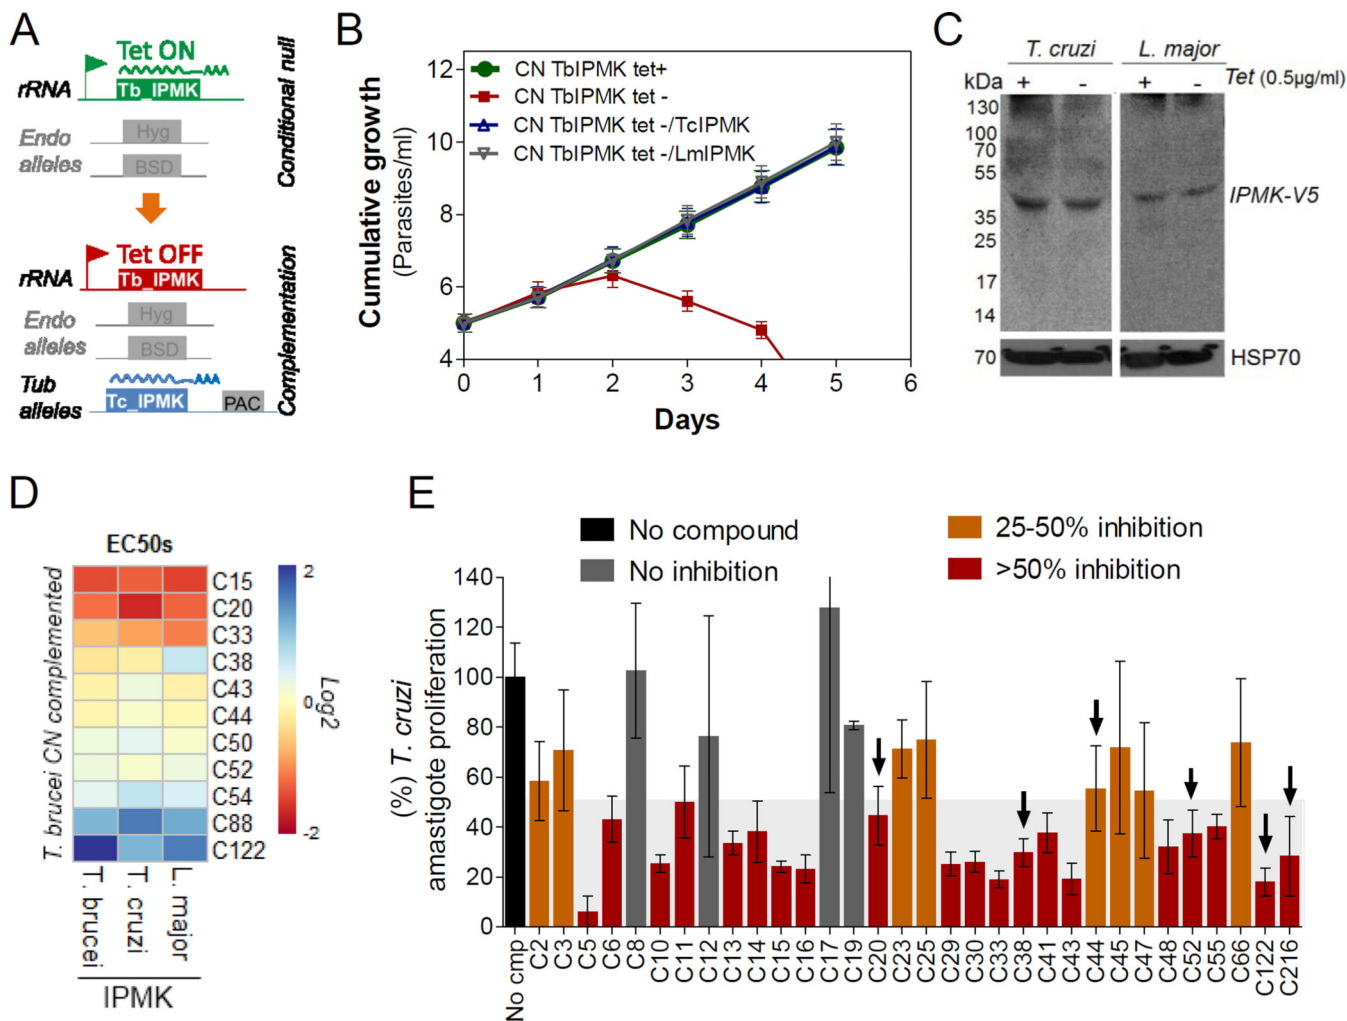 A
Tet ON
rRNA
Tb_IPMK
Endo
alleles
Hyg
BSD
Conditional null
Tet OFF
rRNA
Tb_IPMK
Endo
alleles
Hyg
BSD
Tub
alleles
Tc_IPMK
PAC
Complementation
B
CN TbIPMK tet+
CN TbIPMK tet -
CN TbIPMK tet -/TcIPMK
CN TbIPMK tet -/LmIPMK
Cumulative growth
(Parasites/ml)
12
10
8
6
4
0 1 2 3 4 5 6
Days
C
T. cruzi L. major
kDa + - + - Tet (0.5µg/ml)
130
100
70
55
35
25
17
14
IPMK-V5
70
HSP70
D
EC50s
T. brucei CN complemented
C15
C20
C33
C38
C43
C44
C50
C52
C54
C88
C122
2
0
-2
Log2
T. brucei
T. cruzi
L. major
IPMK
E
No compound
No inhibition
25-50% inhibition
>50% inhibition
(%) T. cruzi
amastigote proliferation
140
120
100
80
60
40
20
0
No cmp
C2
C3
C5
C6
C8
C10
C11
C12
C13
C14
C15
C16
C17
C19
C20
C23
C25
C29
C30
C33
C38
C41
C43
C44
C45
C47
C48
C52
C55
C66
C122
C216